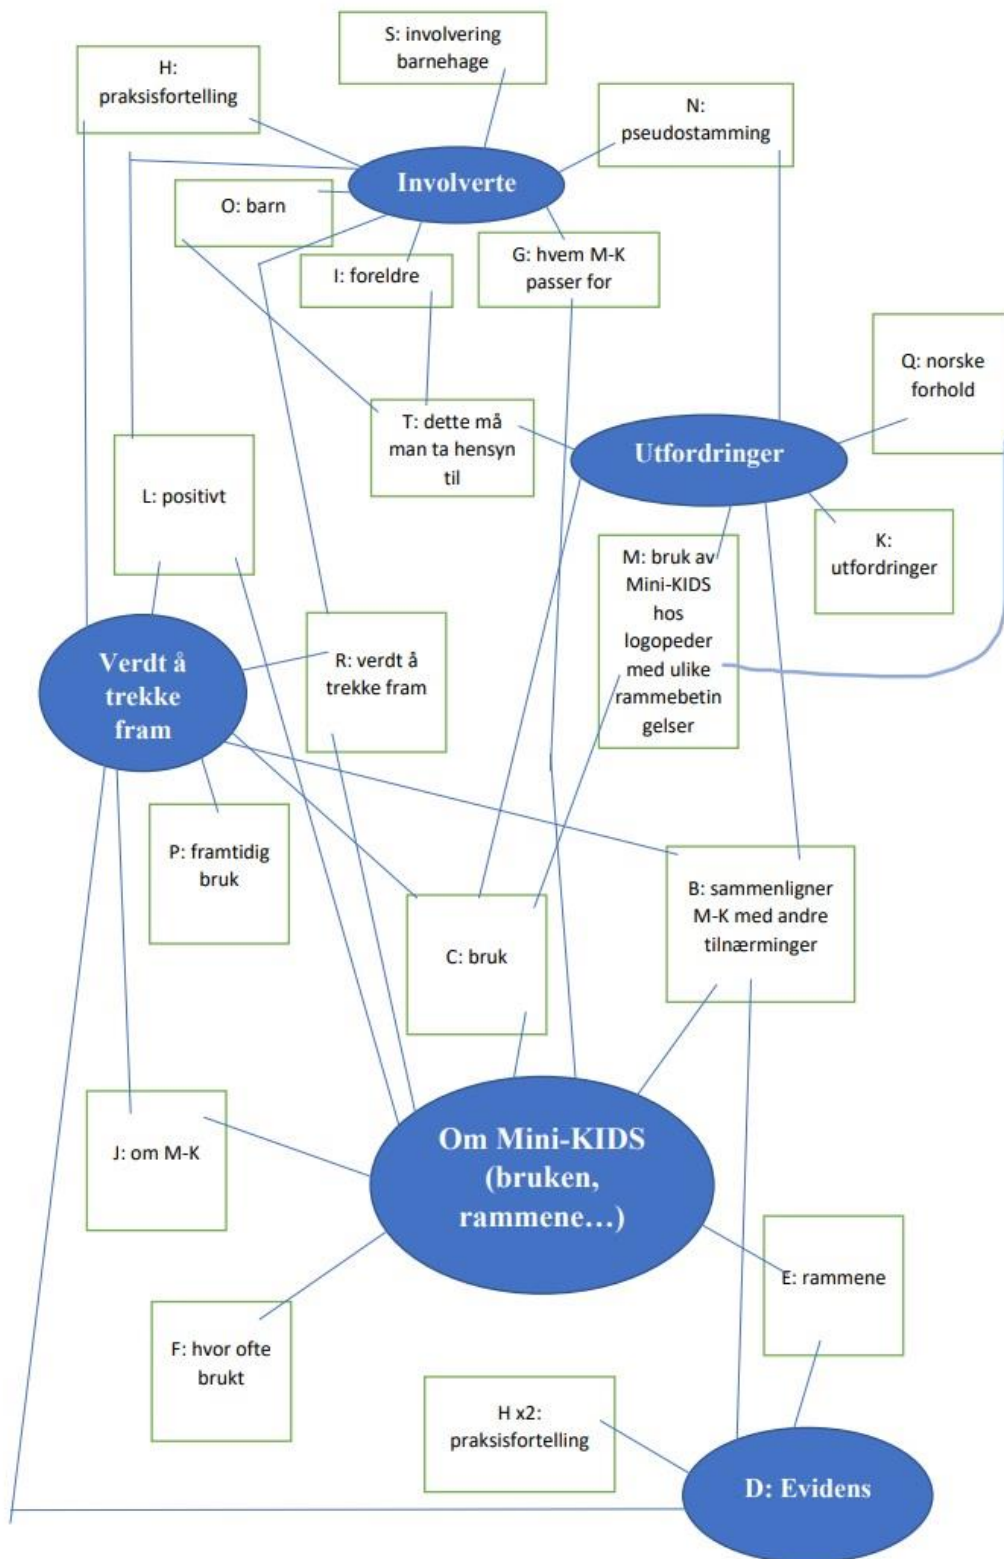 S: involvering
barnehage
H:
praksisfortelling
N:
pseudostamming
Involverte
O: barn
I: foreldre
G: hvem M-K
passer for
Q: norske
forhold
T: dette må
man ta hensyn
til
Utfordringer
L: positivt
K:
utfordringer
M: bruk av
Mini-KIDS
hos
logopeder
med ulike
rammebetin
gelser
Verdt å
trekke
fram
R: verdt å
trekke fram
P: framtidig
bruk
B: sammenligner
M-K med andre
tilnærminger
C: bruk
J: om M-K
Om Mini-KIDS
(bruken,
rammene…)
E: rammene
F: hvor ofte
brukt
H x2:
praksisfortelling
D: Evidens